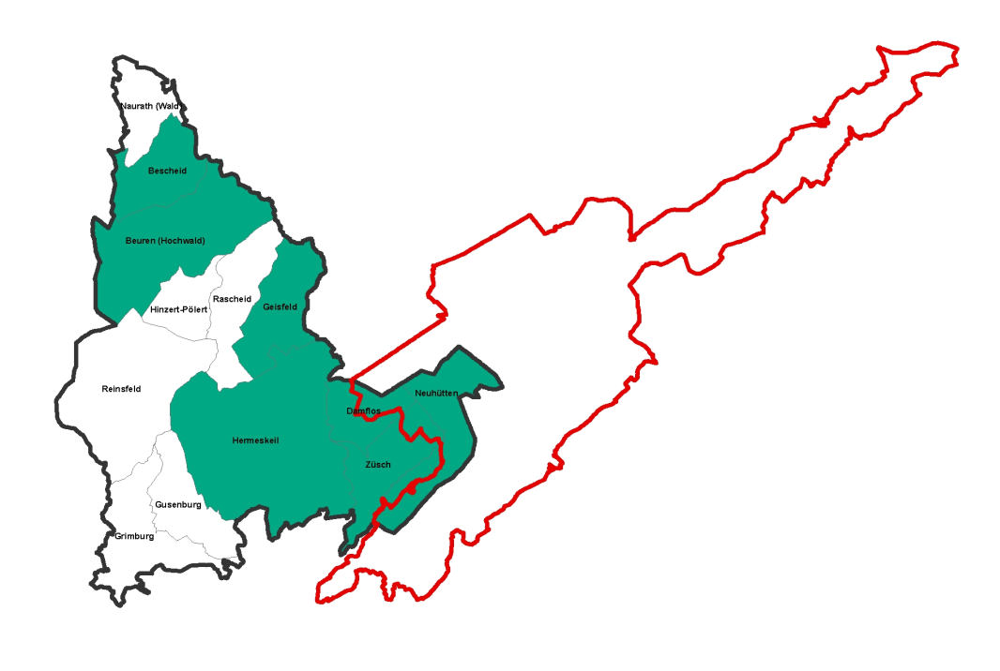 Naurath (Wald)
Bescheid
Beuren (Hochwald)
Hinzert-Pölert
Rascheid
Geisfeld
Reinsfeld
Neuhütten
Damflos
Hermeskeil
Züsch
Gusenburg
Grimburg